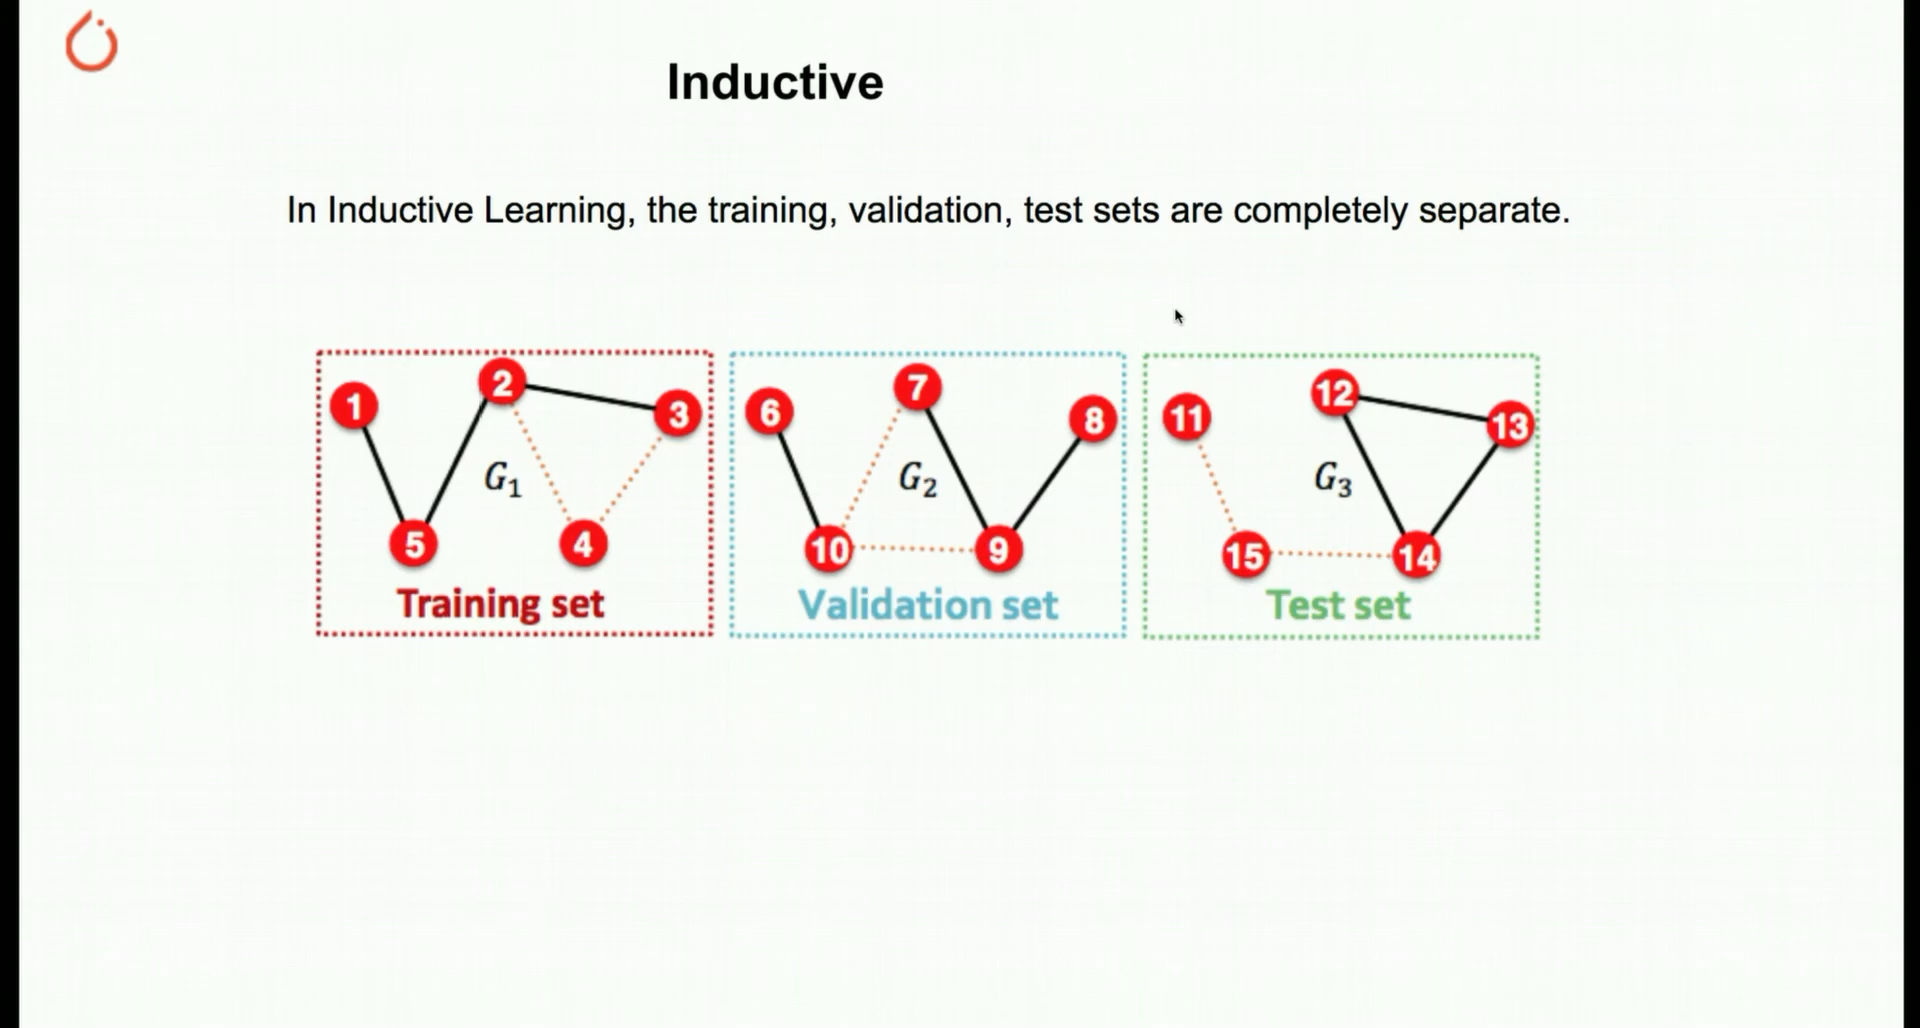 Inductive
In Inductive Learning, the training, validation, test sets are completely separate.
1
2
3
G₁
5
4
Training set
6
7
8
G₂
10
9
Validation set
11
12
13
G₃
15
14
Test set